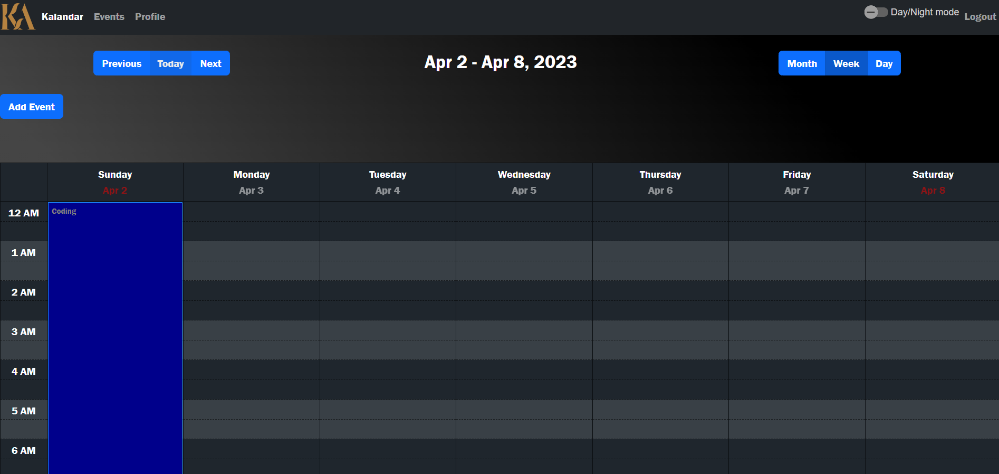 KA Kalandar Events Profile Day/Night mode Logout
Previous Today Next Apr 2 - Apr 8, 2023 Month Week Day
Add Event
Sunday Monday Tuesday Wednesday Thursday Friday Saturday
Apr 2 Apr 3 Apr 4 Apr 5 Apr 6 Apr 7 Apr 8
12 AM Coding
1 AM
2 AM
3 AM
4 AM
5 AM
6 AM